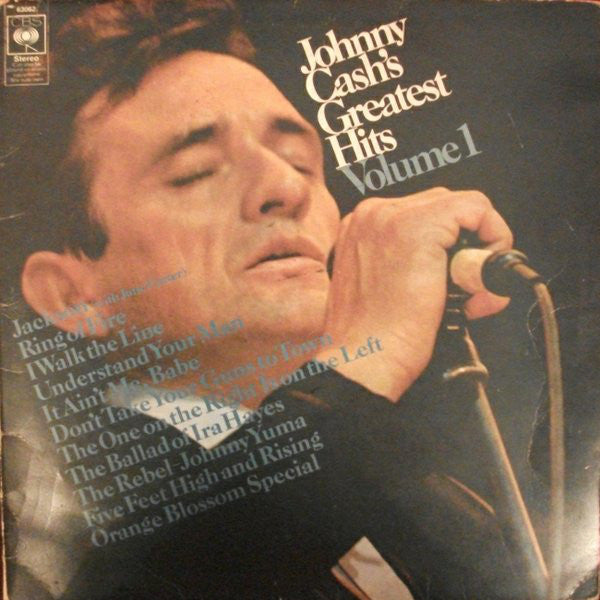 63062
CBS
Stereo
Johnny
Cash's
Greatest
Hits
Volume 1
Jackson (with June Carter)
Ring of Fire
I Walk the Line
Understand Your Man
It Ain't Me, Babe
Don't Take Your Guns to Town
The One on the Right Is on the Left
The Ballad of Ira Hayes
The Rebel–Johnny Yuma
Five Feet High and Rising
Orange Blossom Special